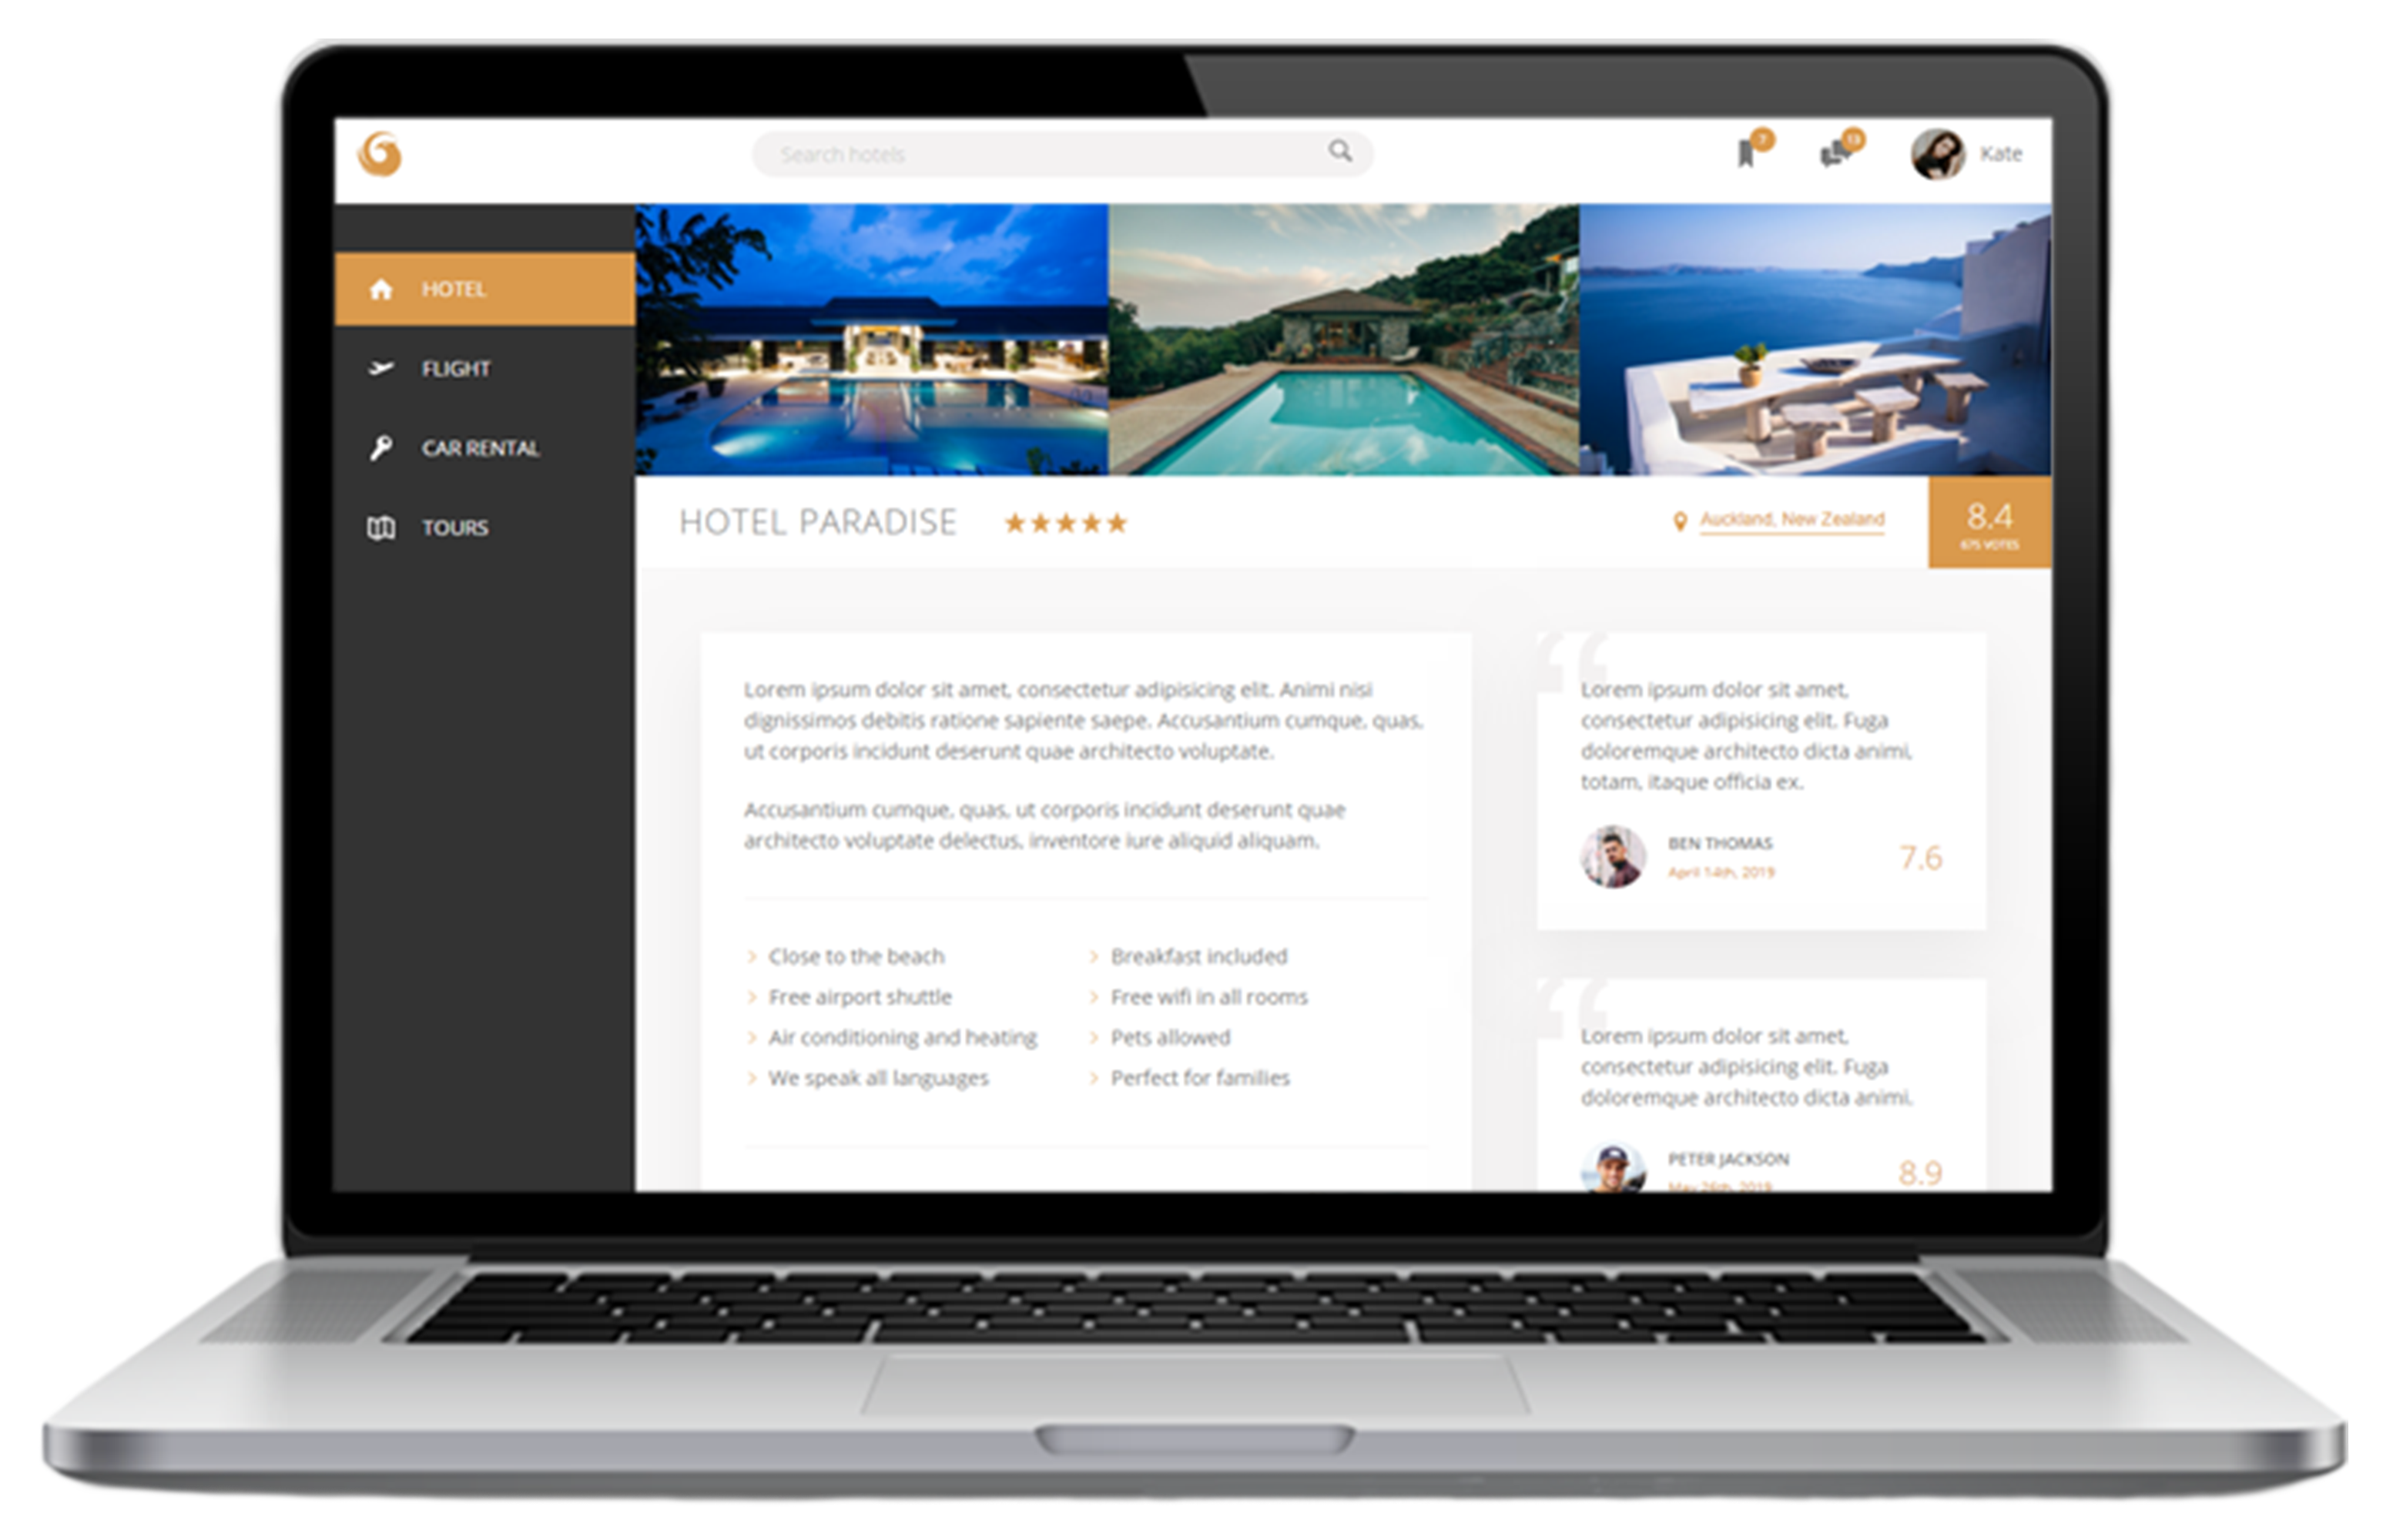 Search hotels
7
13
Kate
HOTEL
FLIGHT
CAR RENTAL
TOURS
HOTEL PARADISE
Auckland, New Zealand
8.4
675 VOTES
Lorem ipsum dolor sit amet, consectetur adipisicing elit. Animi nisi
dignissimos debitis ratione sapiente saepe. Accusantium cumque, quas,
ut corporis incidunt deserunt quae architecto voluptate.
Accusantium cumque, quas, ut corporis incidunt deserunt quae
architecto voluptate delectus, inventore iure aliquid aliquam.
Close to the beach
Free airport shuttle
Air conditioning and heating
We speak all languages
Breakfast included
Free wifi in all rooms
Pets allowed
Perfect for families
“
Lorem ipsum dolor sit amet,
consectetur adipisicing elit. Fuga
doloremque architecto dicta animi,
totam, itaque officia ex.
BEN THOMAS
April 14th, 2019
7.6
“
Lorem ipsum dolor sit amet,
consectetur adipisicing elit. Fuga
doloremque architecto dicta animi.
PETER JACKSON
May 26th, 2019
8.9